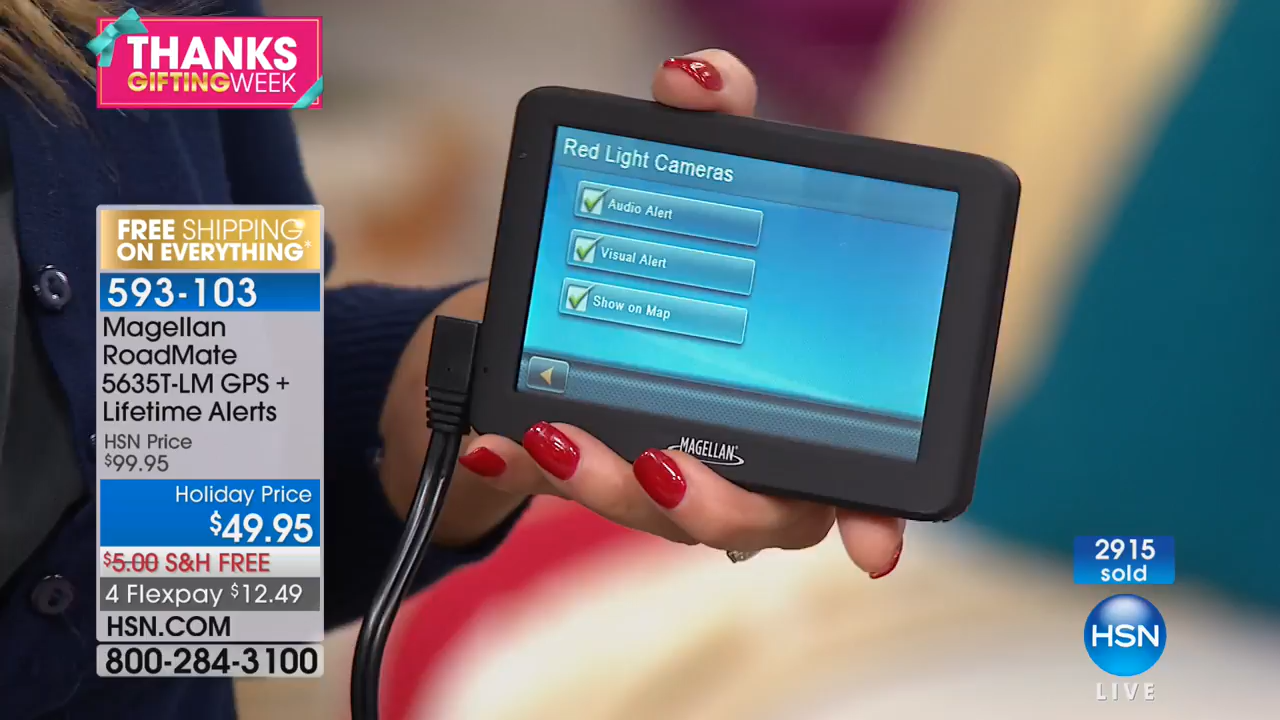 THANKS
GIFTINGWEEK
FREE SHIPPING
ON EVERYTHING*
593-103
Magellan
RoadMate
5635T-LM GPS +
Lifetime Alerts
HSN Price
$99.95
Holiday Price
$49.95
$5.00 S&H FREE
4 Flexpay $12.49
HSN.COM
800-284-3100
Red Light Cameras
Audio Alert
Visual Alert
Show on Map
MAGELLAN
2915
sold
HSN
LIVE